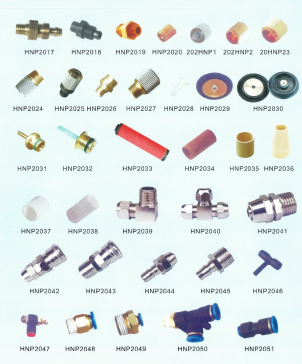 HNP2017 HNP2018 HNP2019 HNP2020 202HNP1 202HNP2 20HNP23
HNP2024 HNP2025 HNP2026 HNP2027 HNP2028 HNP2029 HNP2030
HNP2031 HNP2032 HNP2033 HNP2034 HNP2035 HNP2036
HNP2037 HNP2038 HNP2039 HNP2040 HNP2041
HNP2042 HNP2043 HNP2044 HNP2045 HNP2046
HNP2047 HNP2048 HNP2049 HNP2050 HNP2051